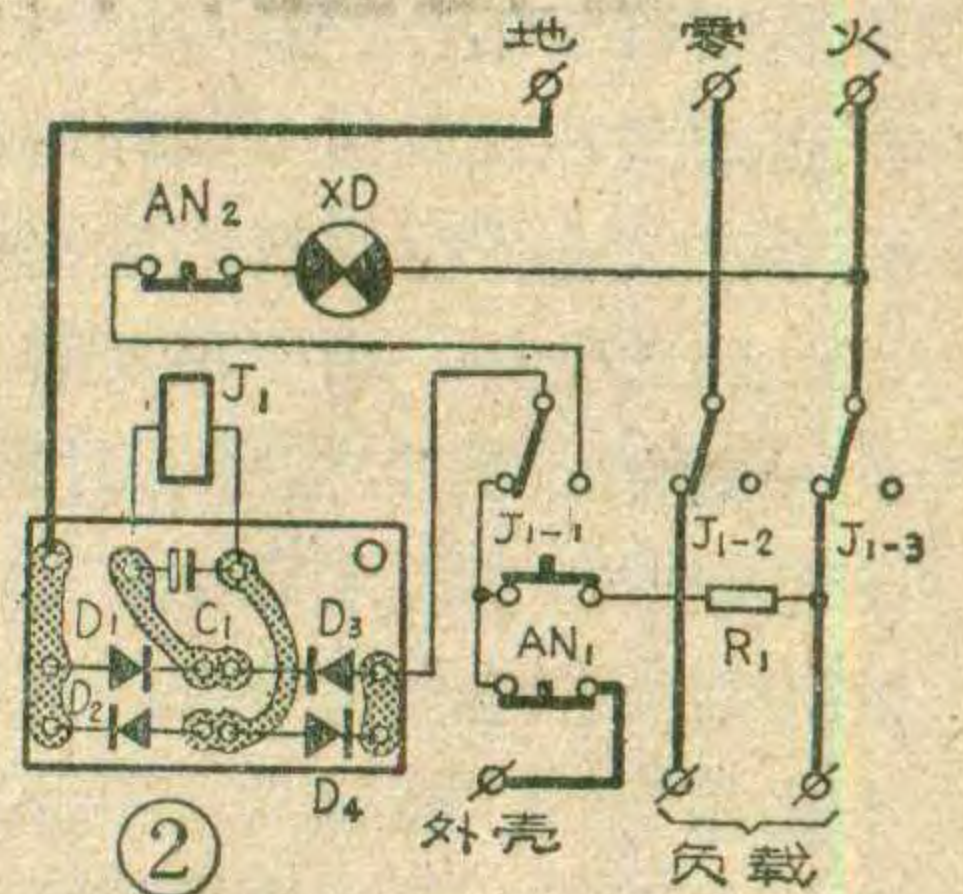 地 零 火
AN₂ XD
J₁
J₁₋₁ J₁₋₂ J₁₋₃
D₁ C₁ D₃
AN₁ R₁
D₂
D₄
外壳
负载
②